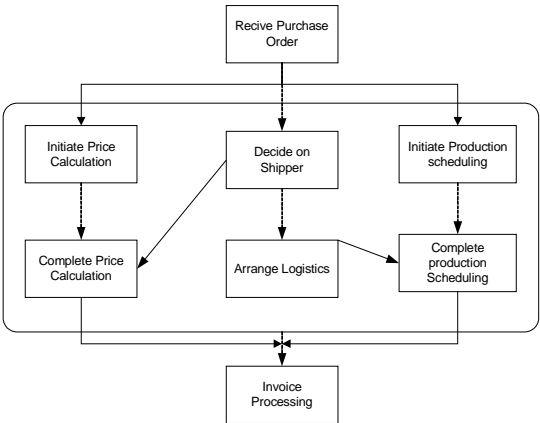 Recive Purchase
Order
Initiate Price
Calculation
Decide on
Shipper
Initiate Production
scheduling
Complete Price
Calculation
Arrange Logistics
Complete
production
Scheduling
Invoice
Processing